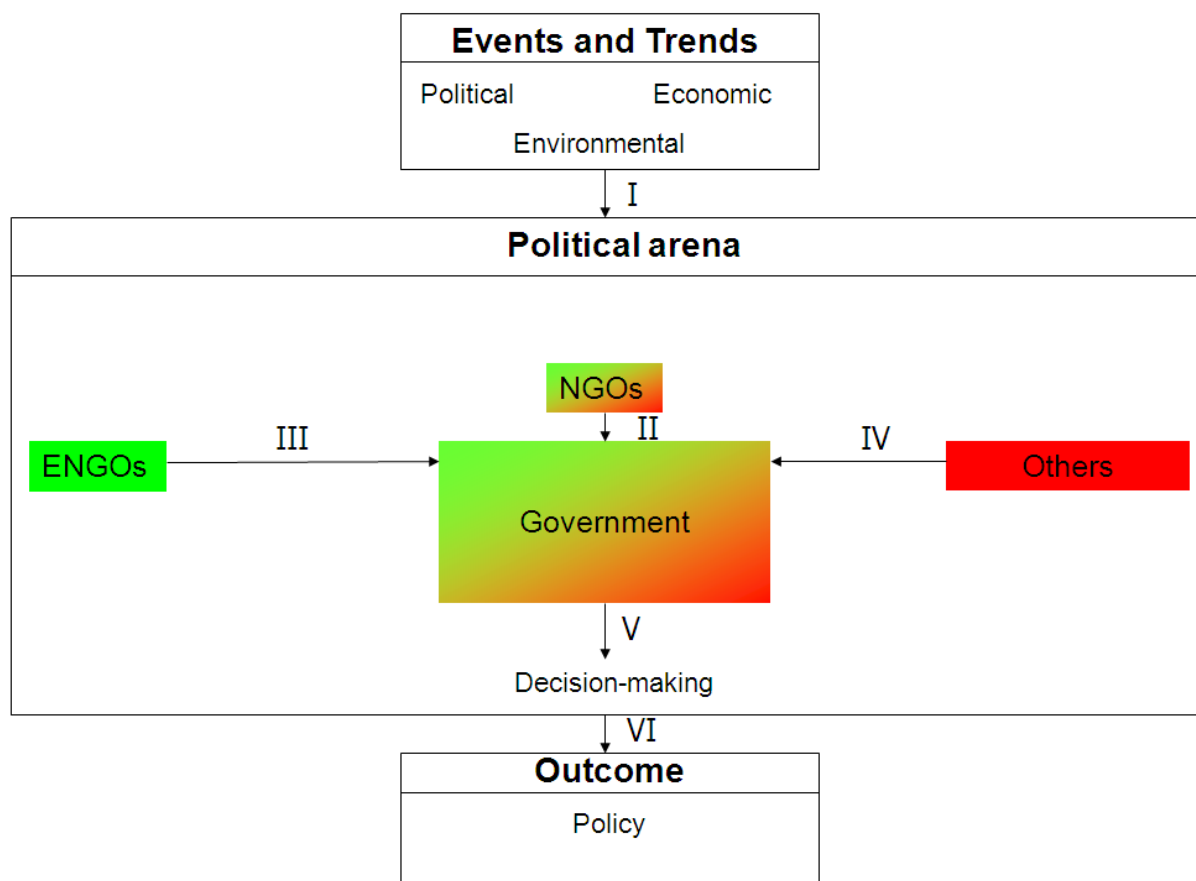 Events and Trends
Political Economic
Environmental
I
Political arena
NGOs
II
III
IV
ENGOs
Others
Government
V
Decision-making
VI
Outcome
Policy